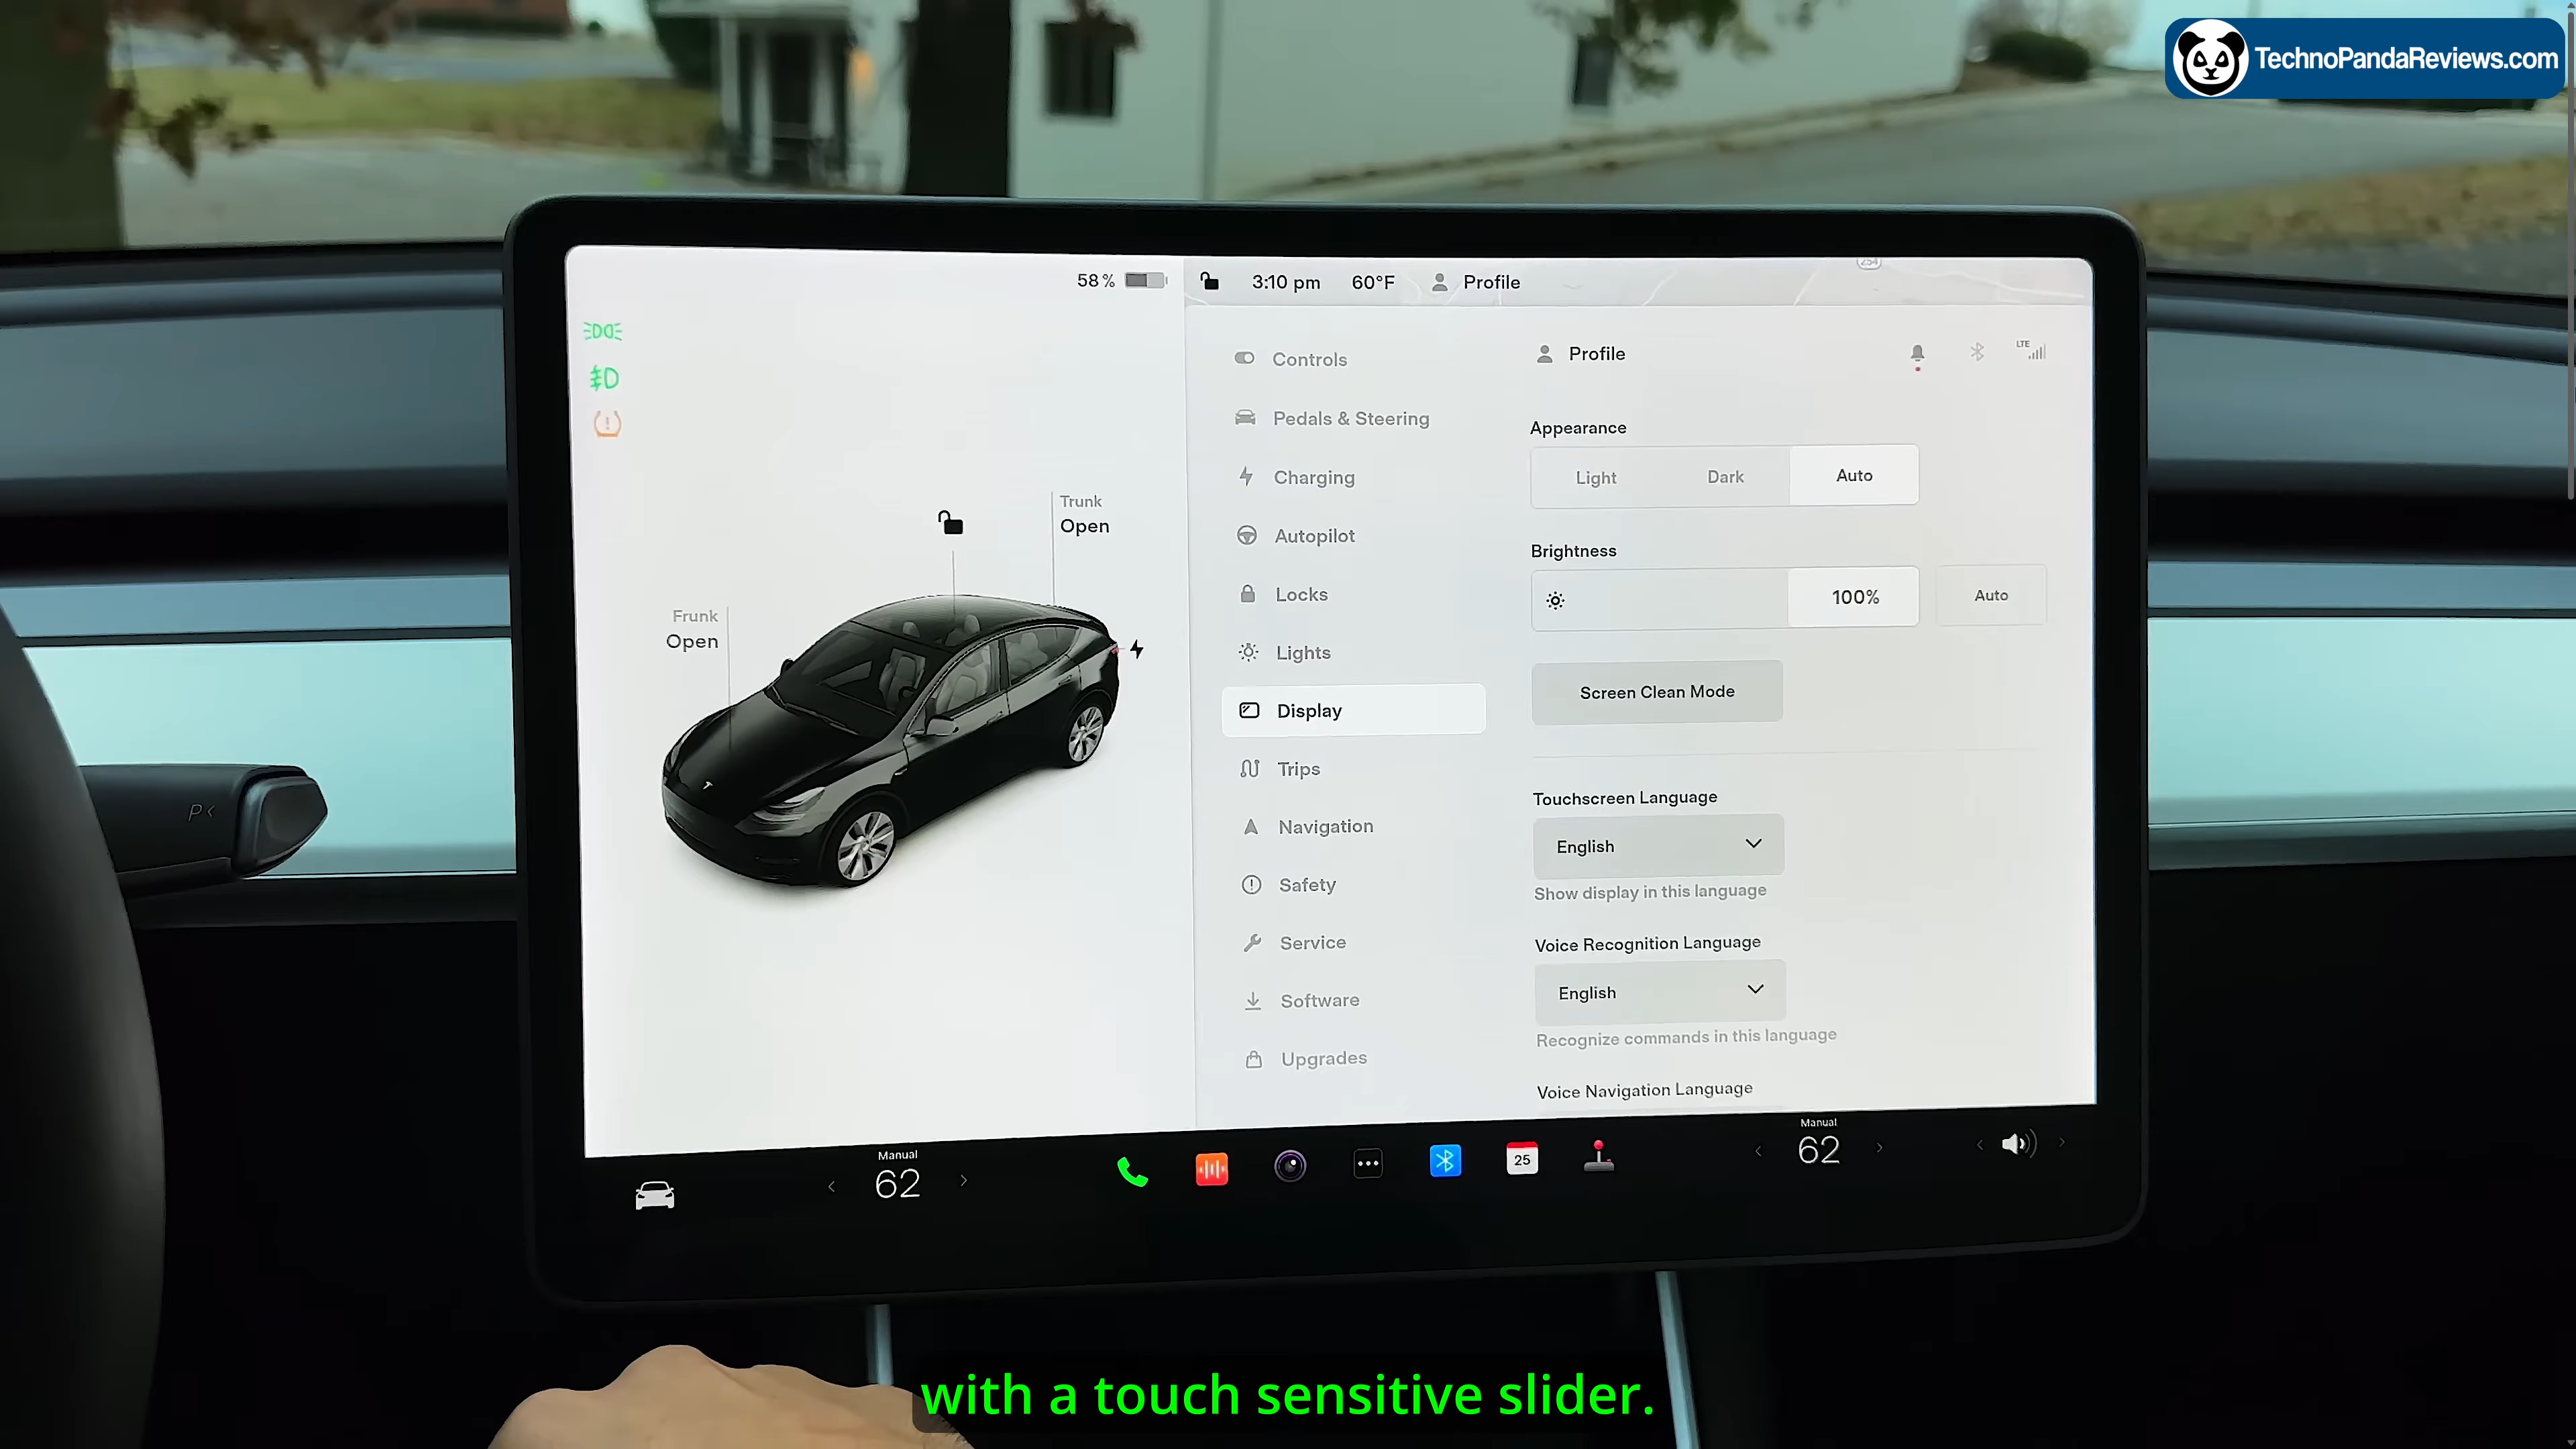 TechnoPandaReviews.com
58 %
3:10 pm
60°F
Profile
254
Controls
Pedals & Steering
Charging
Autopilot
Locks
Lights
Display
Trips
Navigation
Safety
Service
Software
Upgrades
Profile
LTE
Appearance
Light
Dark
Auto
Brightness
100%
Auto
Screen Clean Mode
Touchscreen Language
English
Show display in this language
Voice Recognition Language
English
Recognize commands in this language
Voice Navigation Language
Trunk
Open
Frunk
Open
P
Manual
62
25
Manual
62
with a touch sensitive slider.